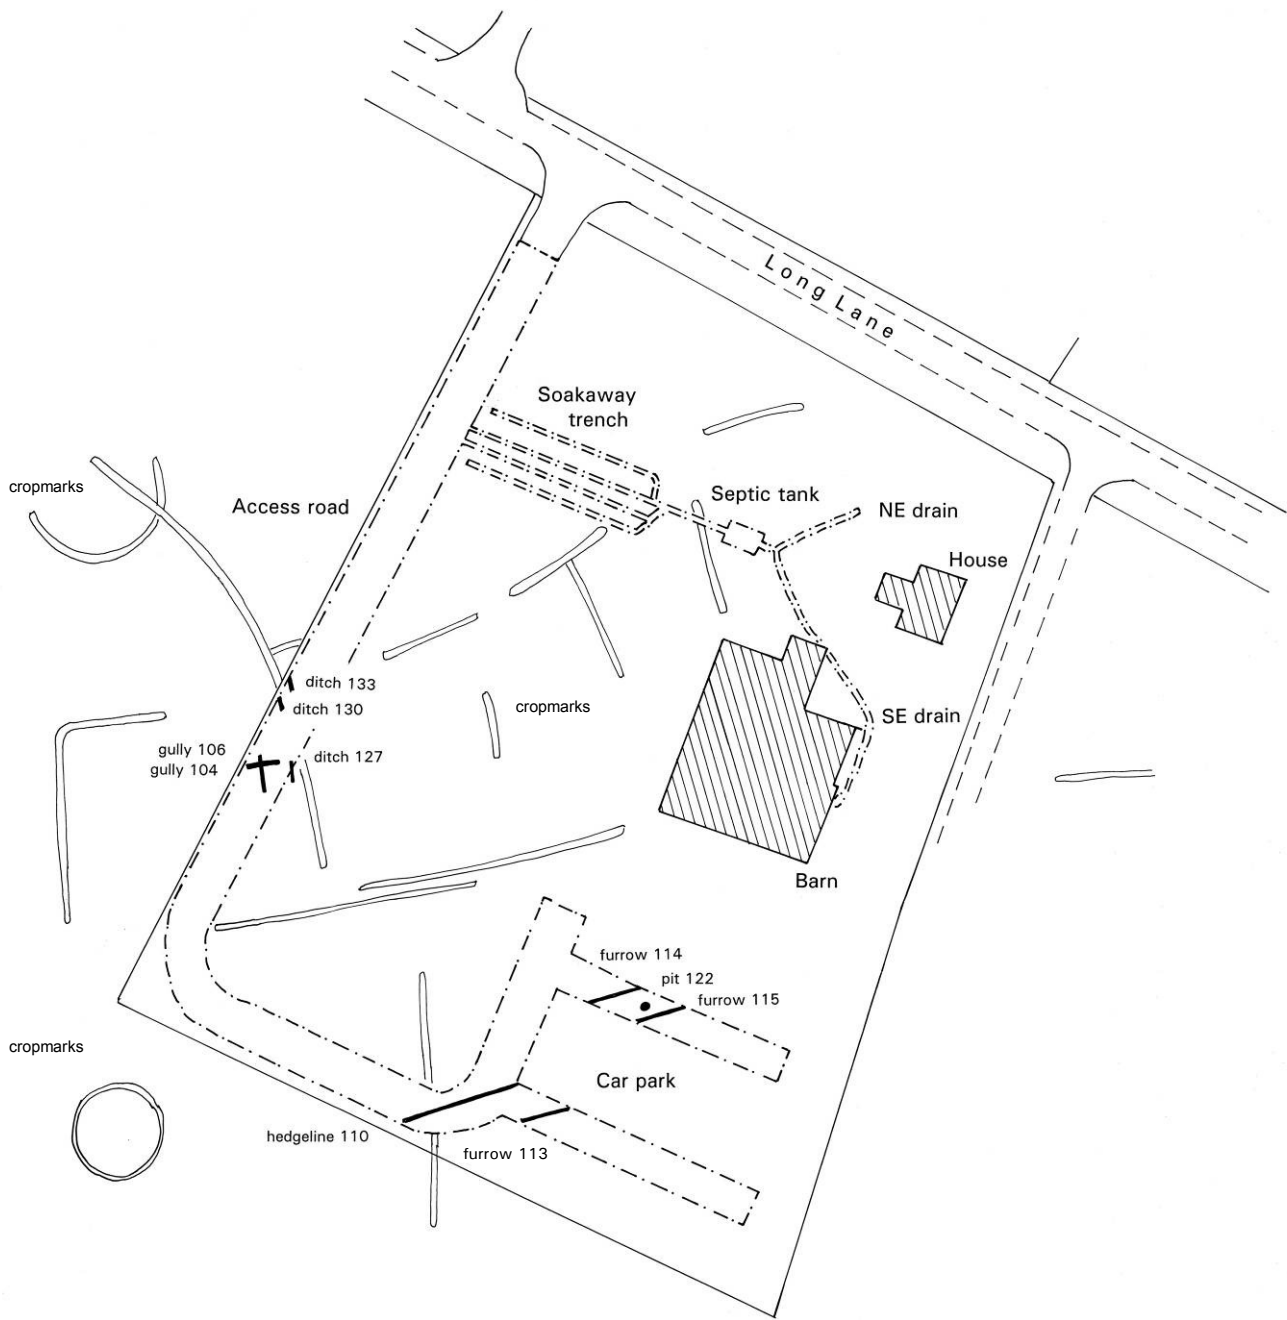 Long Lane
Soakaway
trench
cropmarks
Access road
Septic tank
NE drain
House
ditch 133
ditch 130
cropmarks
SE drain
gully 106
gully 104
ditch 127
Barn
furrow 114
pit 122
furrow 115
cropmarks
Car park
hedgeline 110
furrow 113